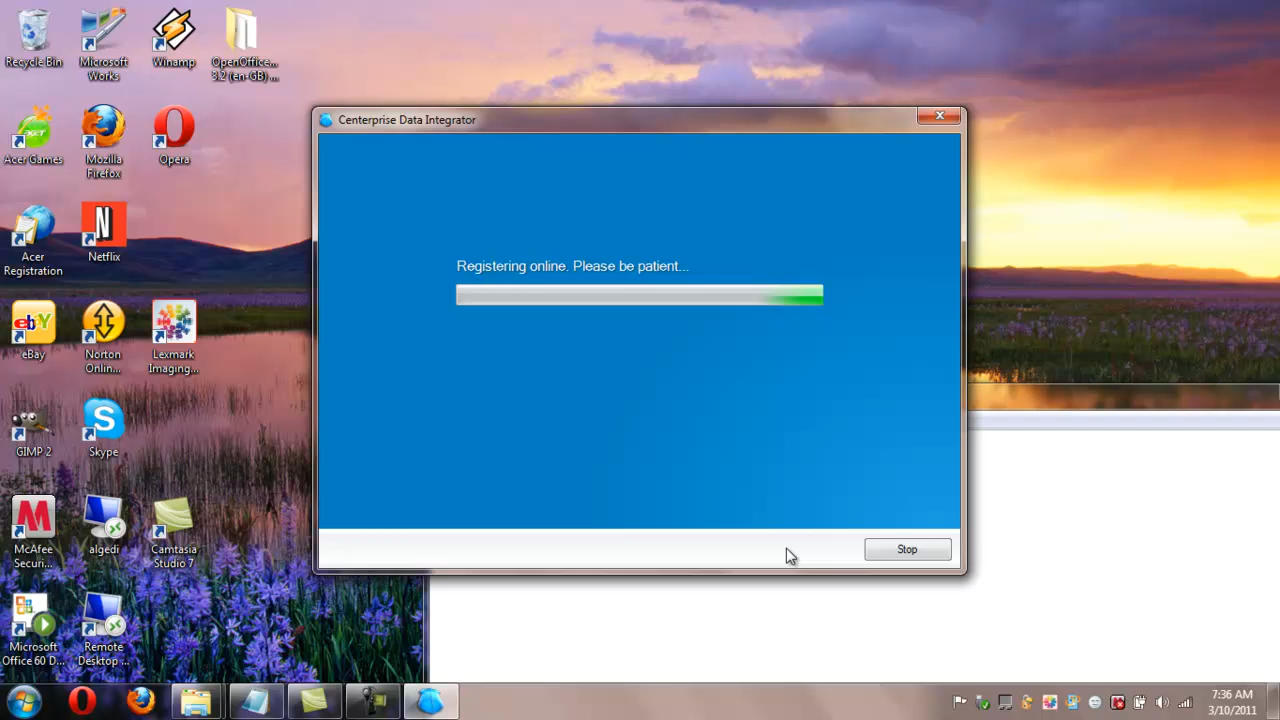 Recycle Bin
Microsoft
Works
Winamp
OpenOffice...
3.2 (en-GB) ...
Acer Games
Mozilla
Firefox
Opera
Acer
Registration
Netflix
eBay
Norton
Onlin...
Lexmark
Imaging...
GIMP 2
Skype
McAfee
Securi...
algedi
Camtasia
Studio 7
Microsoft
Office 60 D...
Remote
Desktop ...
Centerprise Data Integrator
Registering online. Please be patient...
Stop
7:36 AM
3/10/2011